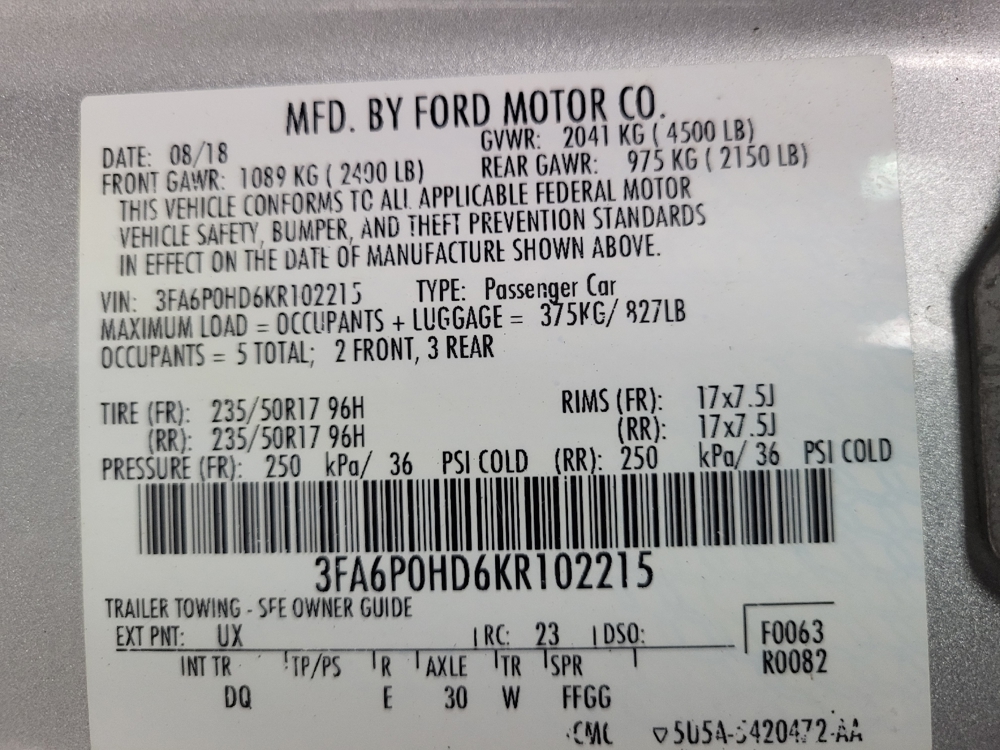 MFD. BY FORD MOTOR CO.
DATE: 08/18 GVWR: 2041 KG ( 4500 LB)
FRONT GAWR: 1089 KG ( 2400 LB) REAR GAWR: 975 KG ( 2150 LB)
THIS VEHICLE CONFORMS TO ALL APPLICABLE FEDERAL MOTOR
VEHICLE SAFETY, BUMPER, AND THEFT PREVENTION STANDARDS
IN EFFECT ON THE DATE OF MANUFACTURE SHOWN ABOVE.
VIN: 3FA6P0HD6KR102215 TYPE: Passenger Car
MAXIMUM LOAD = OCCUPANTS + LUGGAGE = 375KG/ 827LB
OCCUPANTS = 5 TOTAL; 2 FRONT, 3 REAR
TIRE (FR): 235/50R17 96H RIMS (FR): 17x7.5J
(RR): 235/50R17 96H (RR): 17x7.5J
PRESSURE (FR): 250 kPa/ 36 PSI COLD (RR): 250 kPa/ 36 PSI COLD
3FA6P0HD6KR102215
TRAILER TOWING - SEE OWNER GUIDE
EXT PNT: UX RC: 23 DSO: F0063
INT TR TP/PS R AXLE TR SPR R0082
DQ E 30 W FFGG
CMC ▽5U5A-5420472-AA